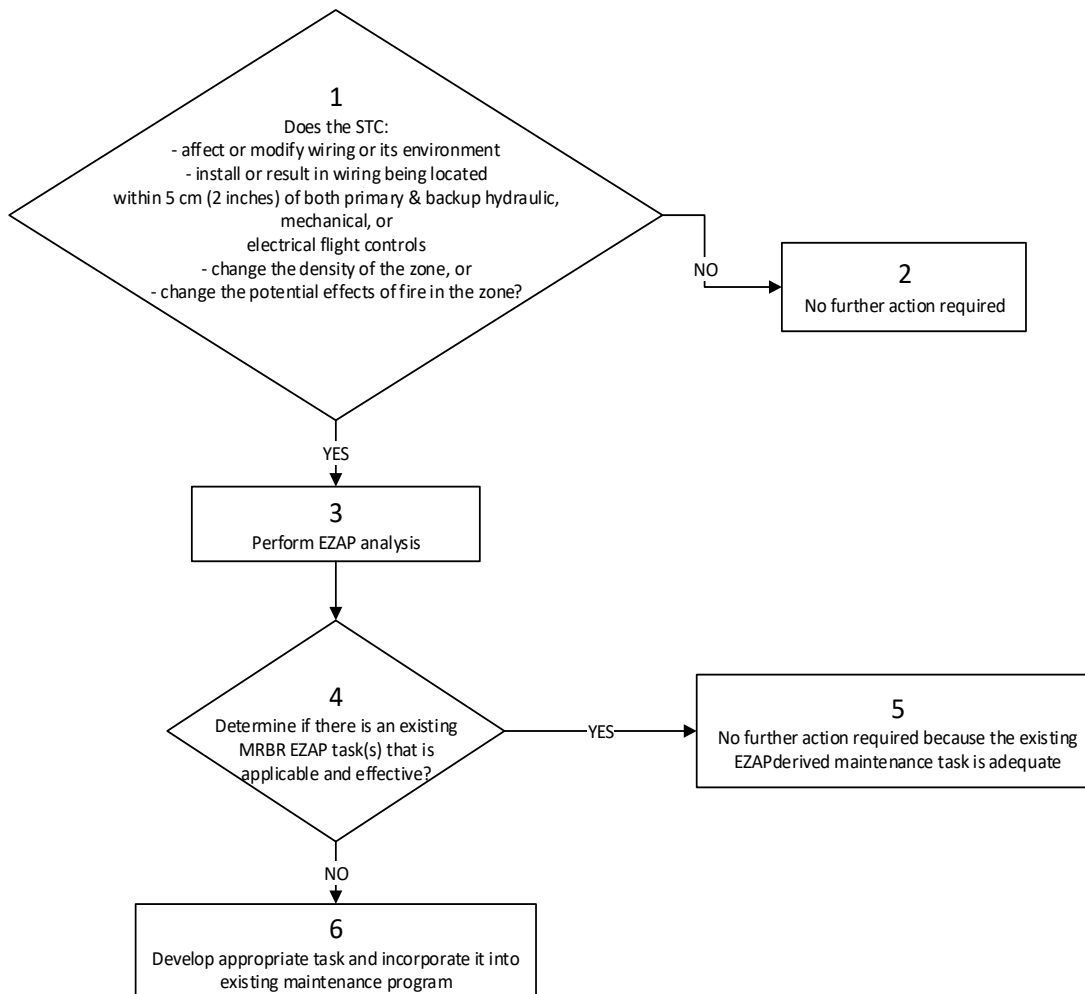 1
Does the STC:
- affect or modify wiring or its environment
- install or result in wiring being located
within 5 cm (2 inches) of both primary & backup hydraulic,
mechanical, or
electrical flight controls
- change the density of the zone, or
- change the potential effects of fire in the zone?
NO
2
No further action required
YES
3
Perform EZAP analysis
4
Determine if there is an existing
MRBR EZAP task(s) that is
applicable and effective?
YES
5
No further action required because the existing
EZAPderived maintenance task is adequate
NO
6
Develop appropriate task and incorporate it into
existing maintenance program